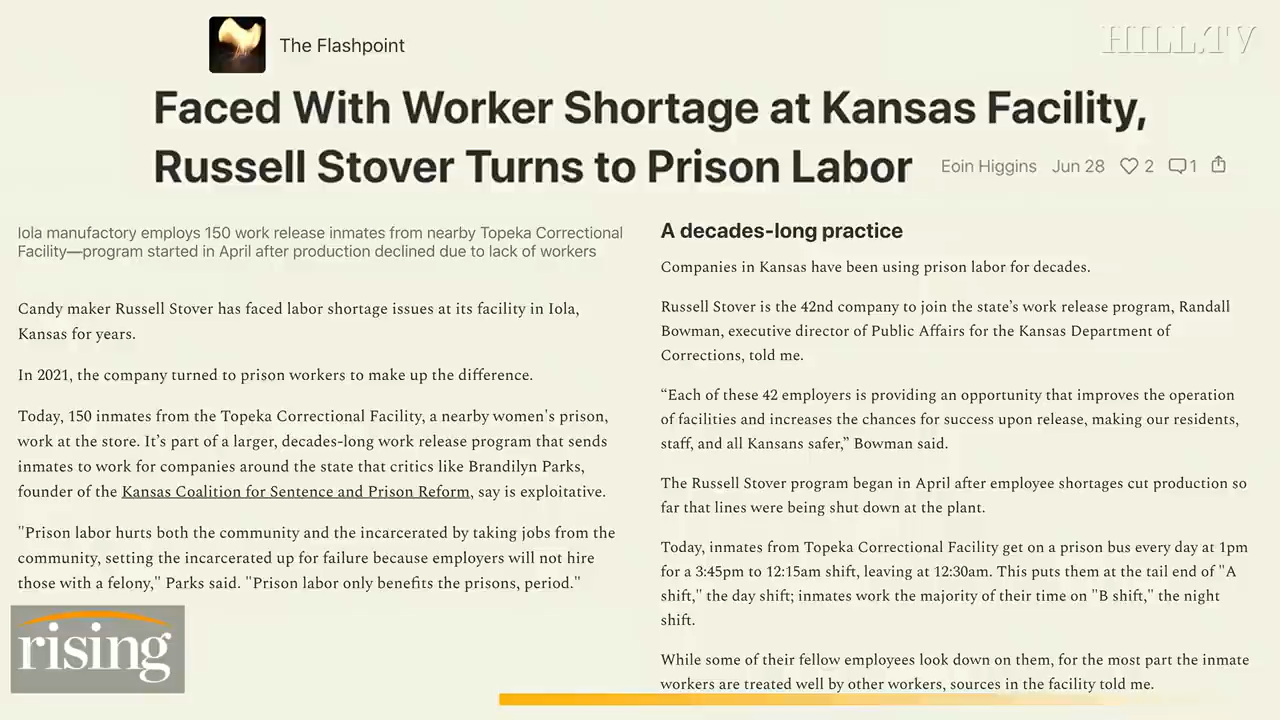 The Flashpoint
HILL.TV
Faced With Worker Shortage at Kansas Facility,
Russell Stover Turns to Prison Labor
Eoin Higgins Jun 28 2 1
Iola manufactory employs 150 work release inmates from nearby Topeka Correctional
Facility—program started in April after production declined due to lack of workers
Candy maker Russell Stover has faced labor shortage issues at its facility in Iola,
Kansas for years.
In 2021, the company turned to prison workers to make up the difference.
Today, 150 inmates from the Topeka Correctional Facility, a nearby women's prison,
work at the store. It's part of a larger, decades-long work release program that sends
inmates to work for companies around the state that critics like Brandilyn Parks,
founder of the Kansas Coalition for Sentence and Prison Reform, say is exploitative.
"Prison labor hurts both the community and the incarcerated by taking jobs from the
community, setting the incarcerated up for failure because employers will not hire
those with a felony," Parks said. "Prison labor only benefits the prisons, period."
rising
A decades-long practice
Companies in Kansas have been using prison labor for decades.
Russell Stover is the 42nd company to join the state's work release program, Randall
Bowman, executive director of Public Affairs for the Kansas Department of
Corrections, told me.
“Each of these 42 employers is providing an opportunity that improves the operation
of facilities and increases the chances for success upon release, making our residents,
staff, and all Kansans safer,” Bowman said.
The Russell Stover program began in April after employee shortages cut production so
far that lines were being shut down at the plant.
Today, inmates from Topeka Correctional Facility get on a prison bus every day at 1pm
for a 3:45pm to 12:15am shift, leaving at 12:30am. This puts them at the tail end of "A
shift," the day shift; inmates work the majority of their time on "B shift," the night
shift.
While some of their fellow employees look down on them, for the most part the inmate
workers are treated well by other workers, sources in the facility told me.